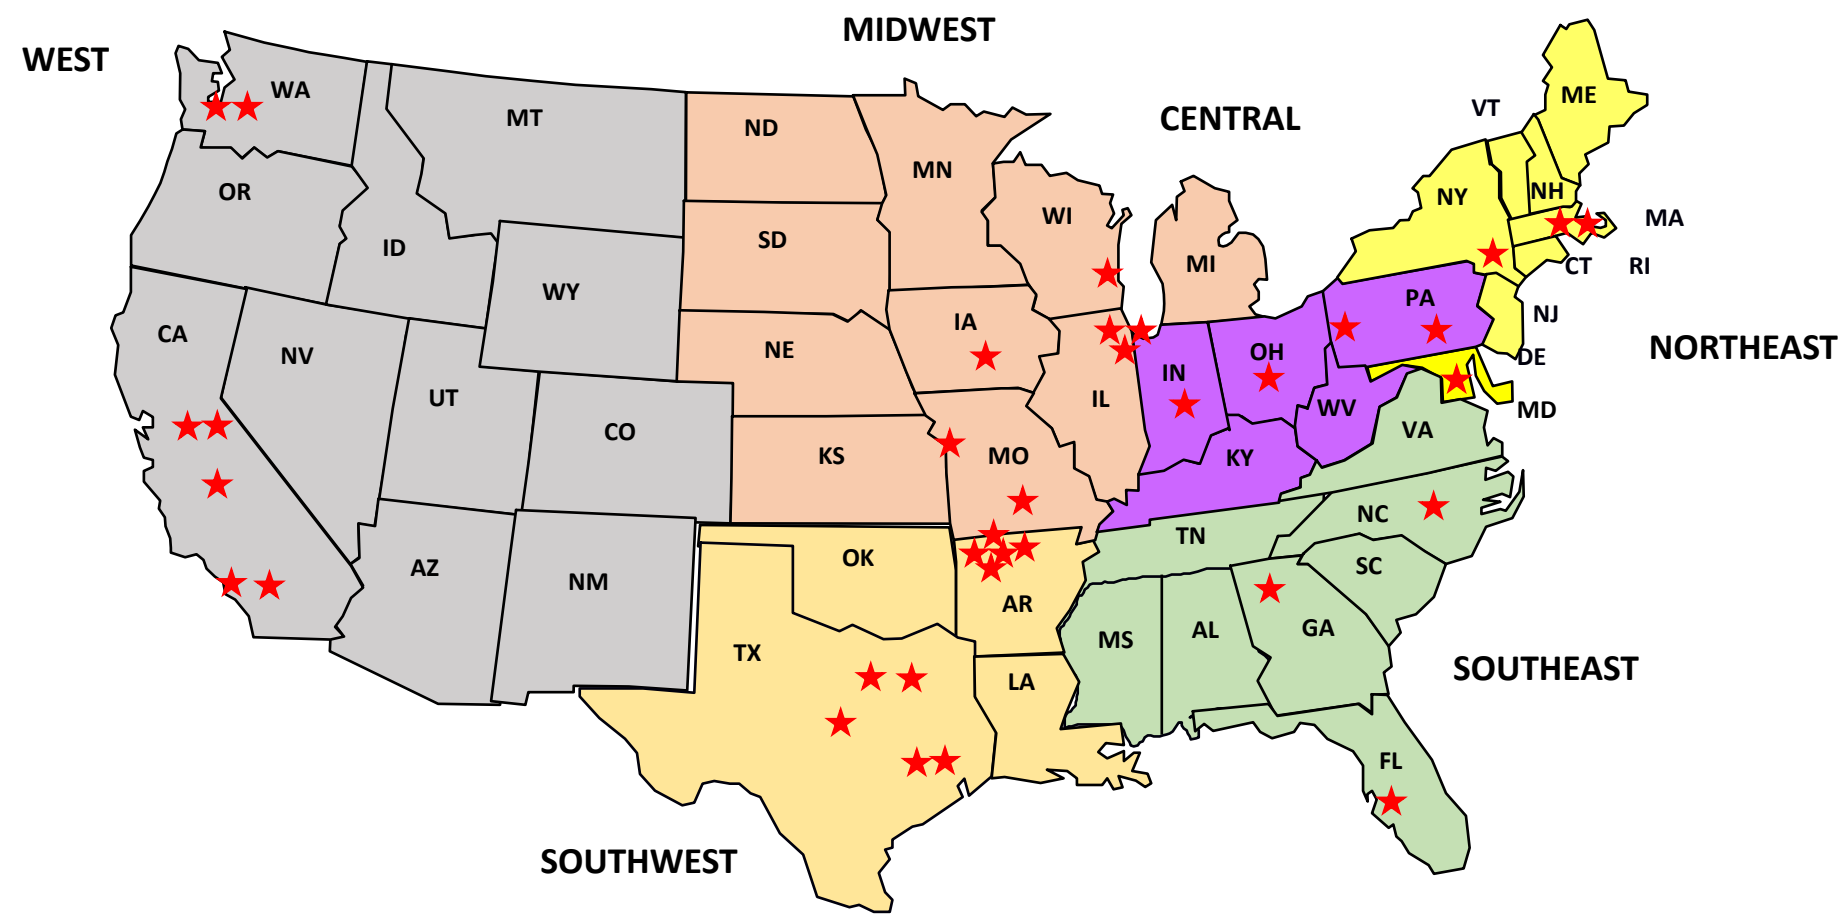 MIDWEST
WEST
WA
ME
VT
MT
CENTRAL
ND
MN
OR
NH
NY
WI
MA
SD
ID
MI
CT
RI
WY
PA
NJ
IA
CA
NORTHEAST
NE
NV
OH
DE
IN
UT
IL
WV
MD
CO
VA
KS
MO
KY
NC
TN
OK
AZ
SC
NM
AR
GA
AL
MS
TX
SOUTHEAST
LA
FL
SOUTHWEST